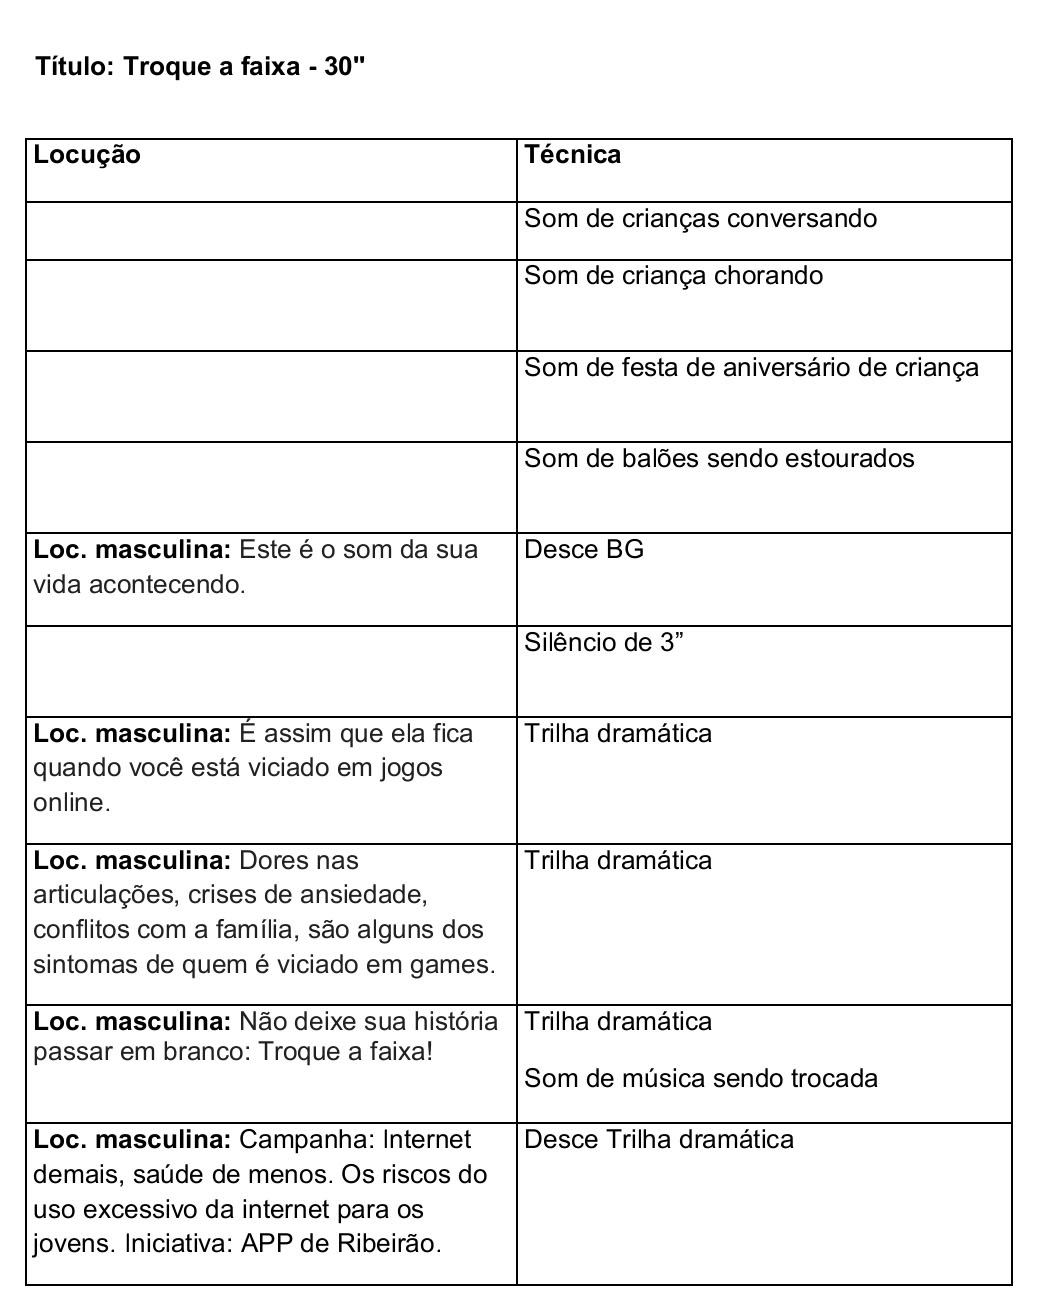 Título: Troque a faixa - 30"
Locução
Técnica
Som de crianças conversando
Som de criança chorando
Som de festa de aniversário de criança
Som de balões sendo estourados
Loc. masculina: Este é o som da sua
vida acontecendo.
Desce BG
Silêncio de 3”
Loc. masculina: É assim que ela fica
quando você está viciado em jogos
online.
Trilha dramática
Loc. masculina: Dores nas
articulações, crises de ansiedade,
conflitos com a família, são alguns dos
sintomas de quem é viciado em games.
Trilha dramática
Loc. masculina: Não deixe sua história
passar em branco: Troque a faixa!
Trilha dramática
Som de música sendo trocada
Loc. masculina: Campanha: Internet
demais, saúde de menos. Os riscos do
uso excessivo da internet para os
jovens. Iniciativa: APP de Ribeirão.
Desce Trilha dramática